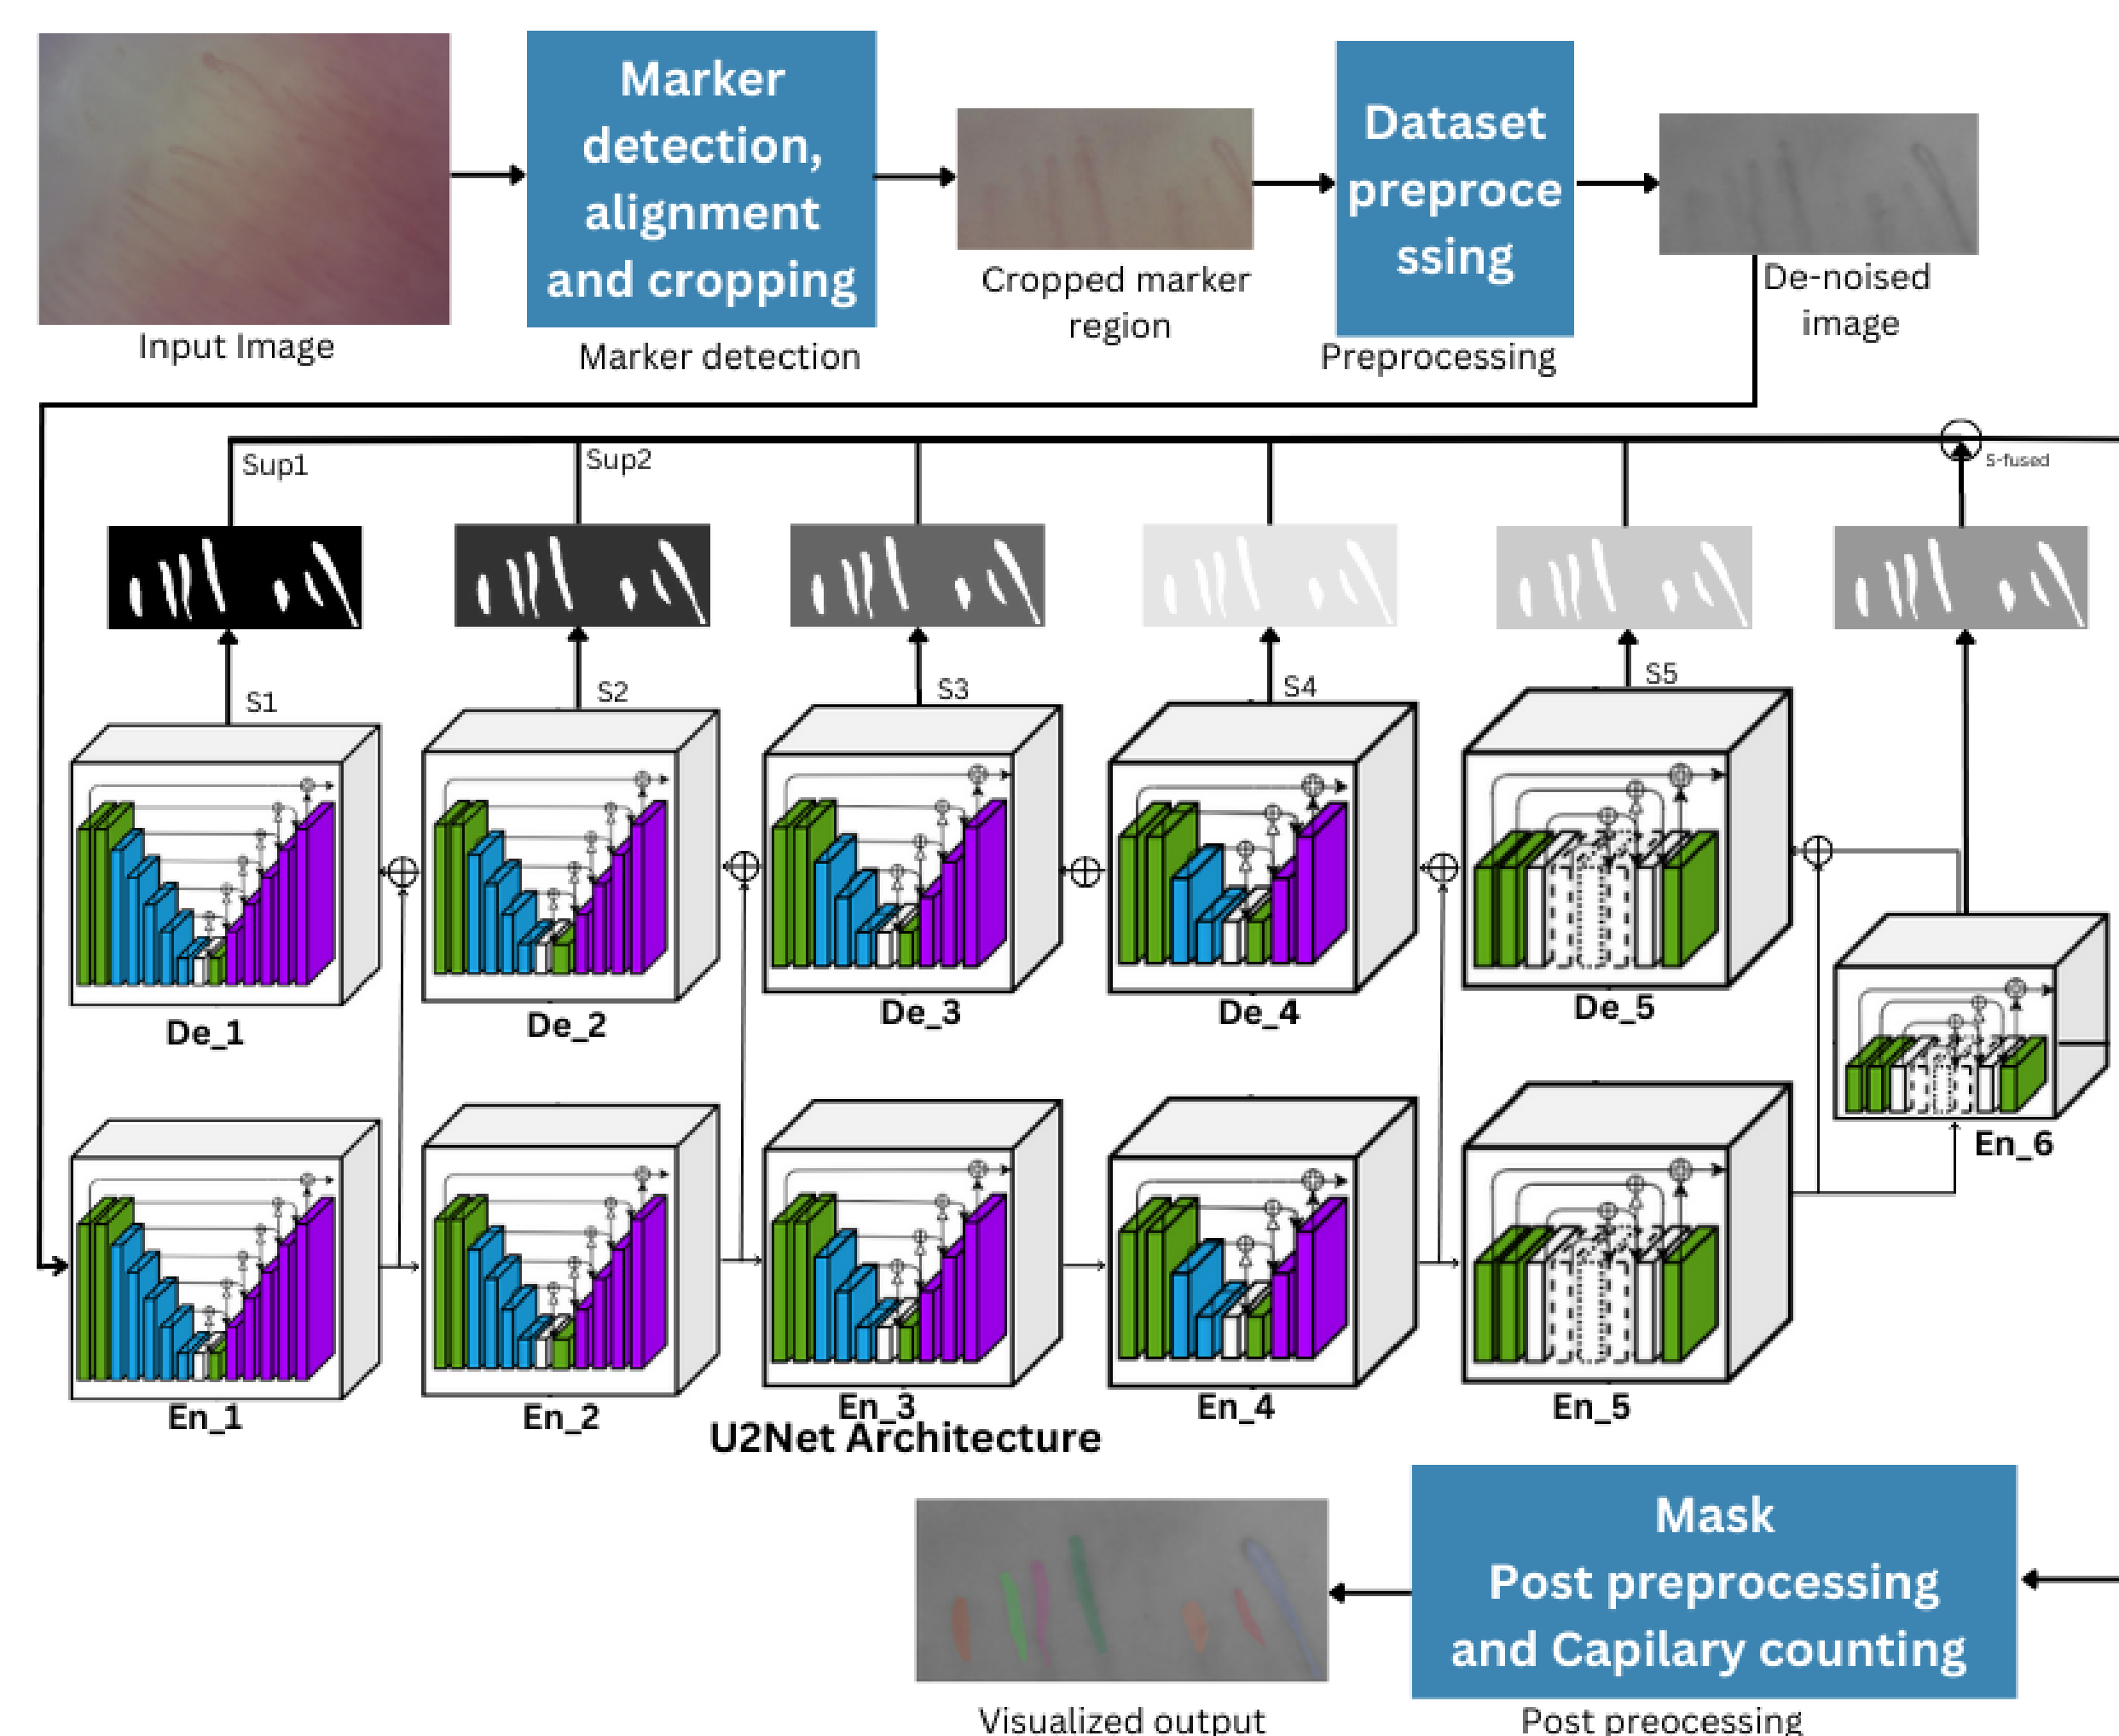 Marker
detection,
alignment
and cropping
Dataset
preproce
ssing
Input Image
Marker detection
Cropped marker
region
Preprocessing
De-noised
image
Sup1
Sup2
S-fused
S1
S2
S3
S4
S5
De_1
De_2
De_3
De_4
De_5
En_6
En_1
En_2
En_3
En_4
En_5
U2Net Architecture
Mask
Post preprocessing
and Capilary counting
Visualized output
Post preocessing